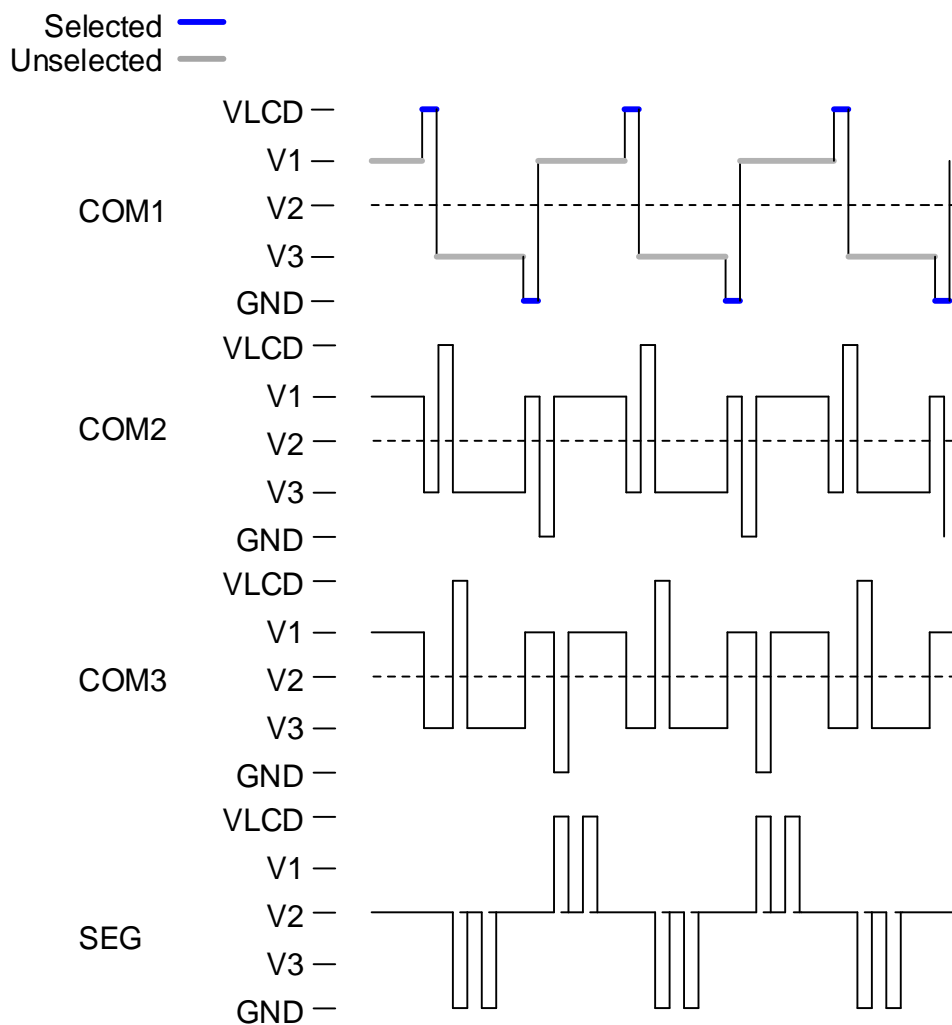 Selected
Unselected
VLCD
V1
COM1
V2
V3
GND
VLCD
V1
COM2
V2
V3
GND
VLCD
V1
COM3
V2
V3
GND
VLCD
V1
V2
SEG
V3
GND